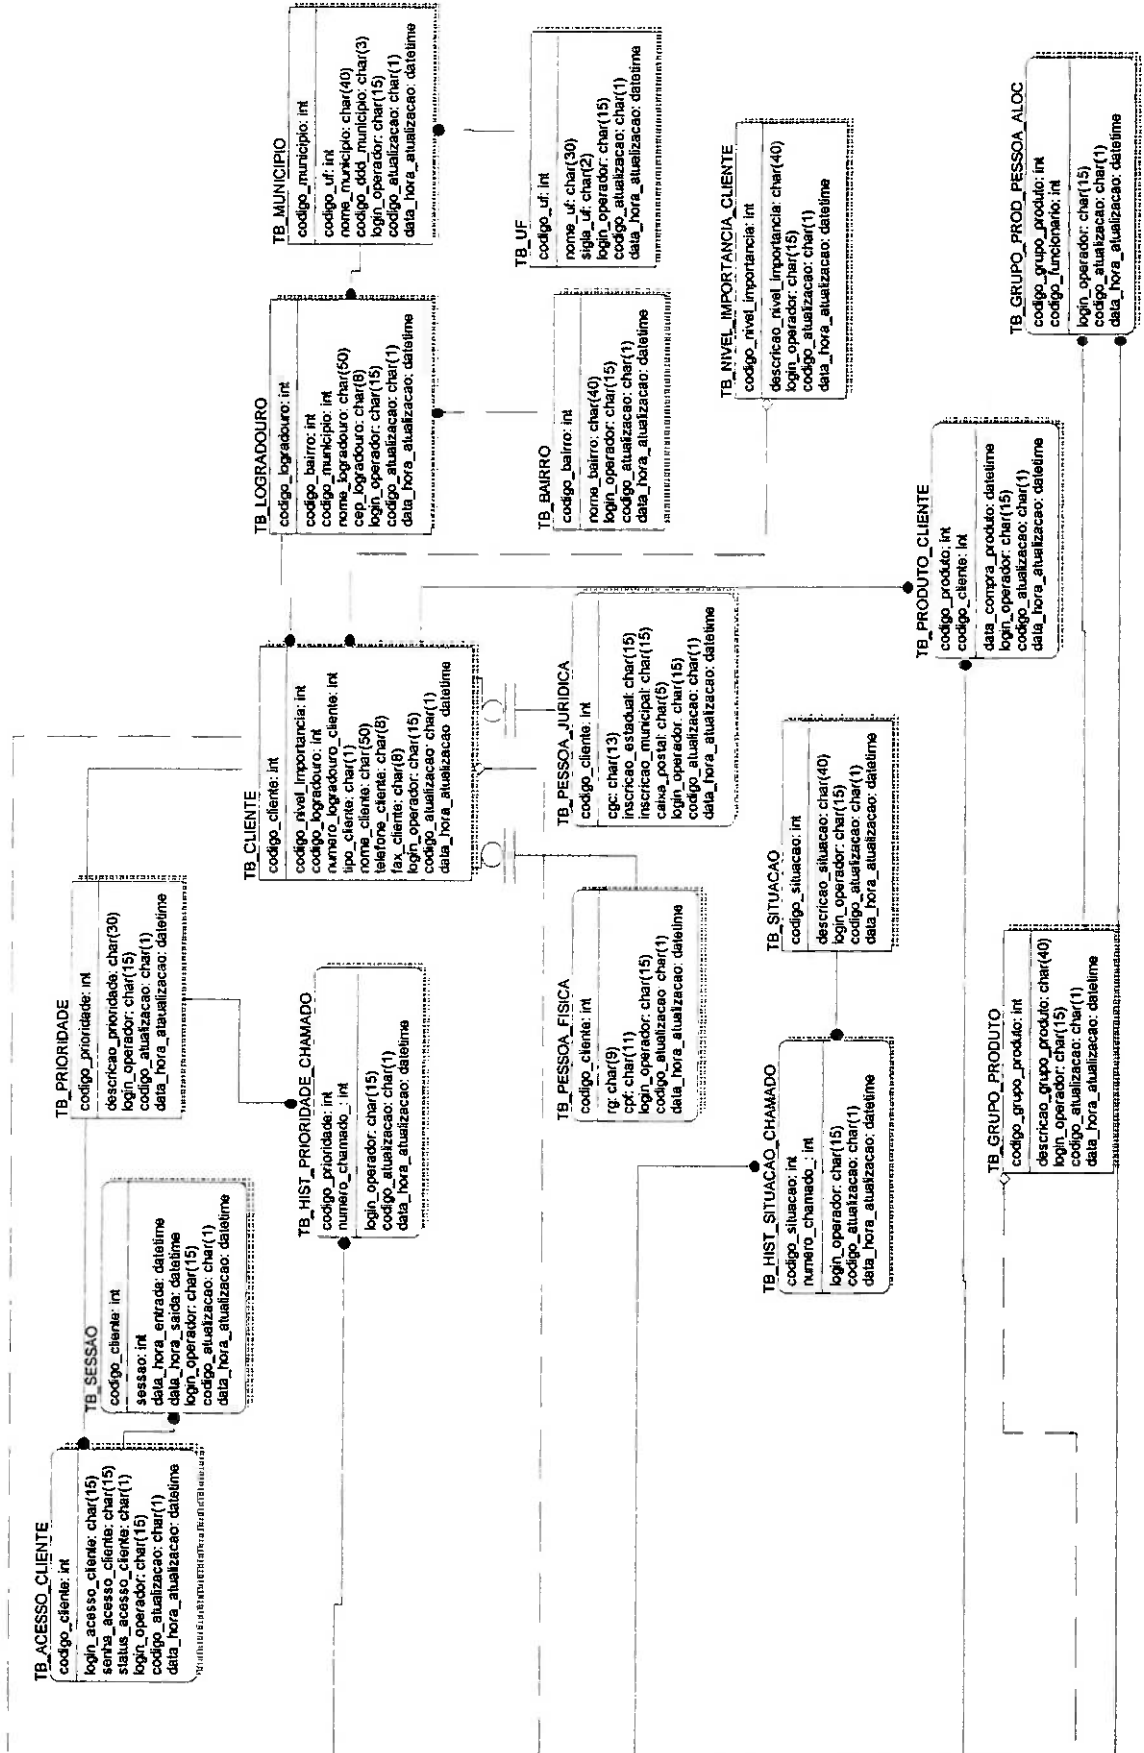 TB_ACESSO_CLIENTE
codigo_cliente: int
login_acesso_cliente: char(15)
senha_acesso_cliente: char(15)
status_acesso_cliente: char(1)
login_operador: char(15)
codigo_atualizacao: char(1)
data_hora_atualizacao: datetime
TB_SESSAO
codigo_cliente: int
sessao: int
data_hora_entrada: datetime
data_hora_saida: datetime
login_operador: char(15)
codigo_atualizacao: char(1)
data_hora_atualizacao: datetime
TB_PRIORIDADE
codigo_prioridade: int
descricao_prioridade: char(30)
login_operador: char(15)
codigo_atualizacao: char(1)
data_hora_ataualizacao: datetime
TB_CLIENTE
codigo_cliente: int
codigo_nivel_importancia: int
codigo_logradouro: int
numero_logradouro_cliente: int
tipo_cliente: char(1)
nome_cliente: char(50)
telefone_cliente: char(8)
fax_cliente: char(8)
login_operador: char(15)
codigo_atualizacao: char(1)
data_hora_atualizacao: datetime
TB_LOGRADOURO
codigo_logradouro: int
codigo_bairro: int
codigo_municipio: int
nome_logradouro: char(50)
cep_logradouro: char(8)
login_operador: char(15)
codigo_atualizacao: char(1)
data_hora_atualizacao: datetime
TB_MUNICIPIO
codigo_municipio: int
codigo_uf: int
nome_municipio: char(40)
codigo_ddd_municipio: char(3)
login_operador: char(15)
codigo_atualizacao: char(1)
data_hora_atualizacao: datetime
TB_HIST_PRIORIDADE_CHAMADO
codigo_prioridade: int
numero_chamado_: int
login_operador: char(15)
codigo_atualizacao: char(1)
data_hora_atualizacao: datetime
TB_UF
codigo_uf: int
nome_uf: char(30)
sigla_uf: char(2)
login_operador: char(15)
codigo_atualizacao: char(1)
data_hora_atualizacao: datetime
TB_BAIRRO
codigo_bairro: int
nome_bairro: char(40)
login_operador: char(15)
codigo_atualizacao: char(1)
data_hora_atualizacao: datetime
TB_PESSOA_FISICA
codigo_cliente: int
rg: char(9)
cpf: char(11)
login_operador: char(15)
codigo_atualizacao: char(1)
data_hora_atualizacao: datetime
TB_PESSOA_JURIDICA
codigo_cliente: int
cgc: char(13)
inscricao_estadual: char(15)
inscricao_municipal: char(15)
caixa_postal: char(5)
login_operador: char(15)
codigo_atualizacao: char(1)
data_hora_atualizacao: datetime
TB_NIVEL_IMPORTANCIA_CLIENTE
codigo_nivel_importancia: int
descricao_nivel_importancia: char(40)
login_operador: char(15)
codigo_atualizacao: char(1)
data_hora_atualizacao: datetime
TB_HIST_SITUACAO_CHAMADO
codigo_situacao: int
numero_chamado_: int
login_operador: char(15)
codigo_atualizacao: char(1)
data_hora_atualizacao: datetime
TB_SITUACAO
codigo_situacao: int
descricao_situacao: char(40)
login_operador: char(15)
codigo_atualizacao: char(1)
data_hora_atualizacao: datetime
TB_PRODUTO_CLIENTE
codigo_produto: int
codigo_cliente: int
data_compra_produto: datetime
login_operador: char(15)
codigo_atualizacao: char(1)
data_hora_atualizacao: datetime
TB_GRUPO_PRODUTO
codigo_grupo_produto: int
descricao_grupo_produto: char(40)
login_operador: char(15)
codigo_atualizacao: char(1)
data_hora_atualizacao: datetime
TB_GRUPO_PROD_PESSOA_ALOC
codigo_grupo_produto: int
codigo_funcionario: int
login_operador: char(15)
codigo_atualizacao: char(1)
data_hora_atualizacao: datetime